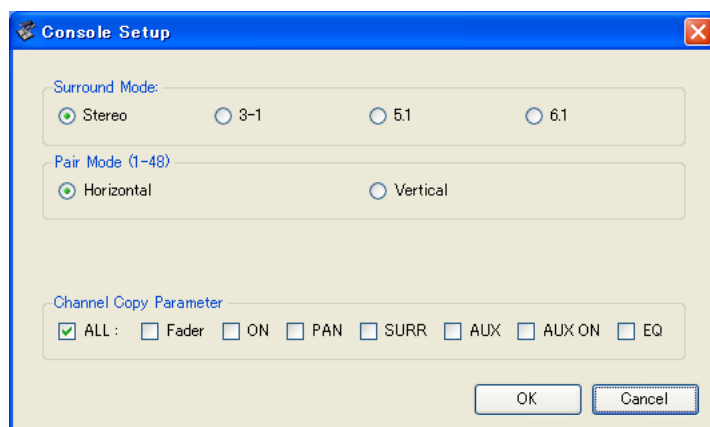 Console Setup
Surround Mode:
Stereo 3-1 5.1 6.1
Pair Mode (1-48)
Horizontal Vertical
Channel Copy Parameter
ALL : Fader ON PAN SURR AUX AUX ON EQ
OK Cancel